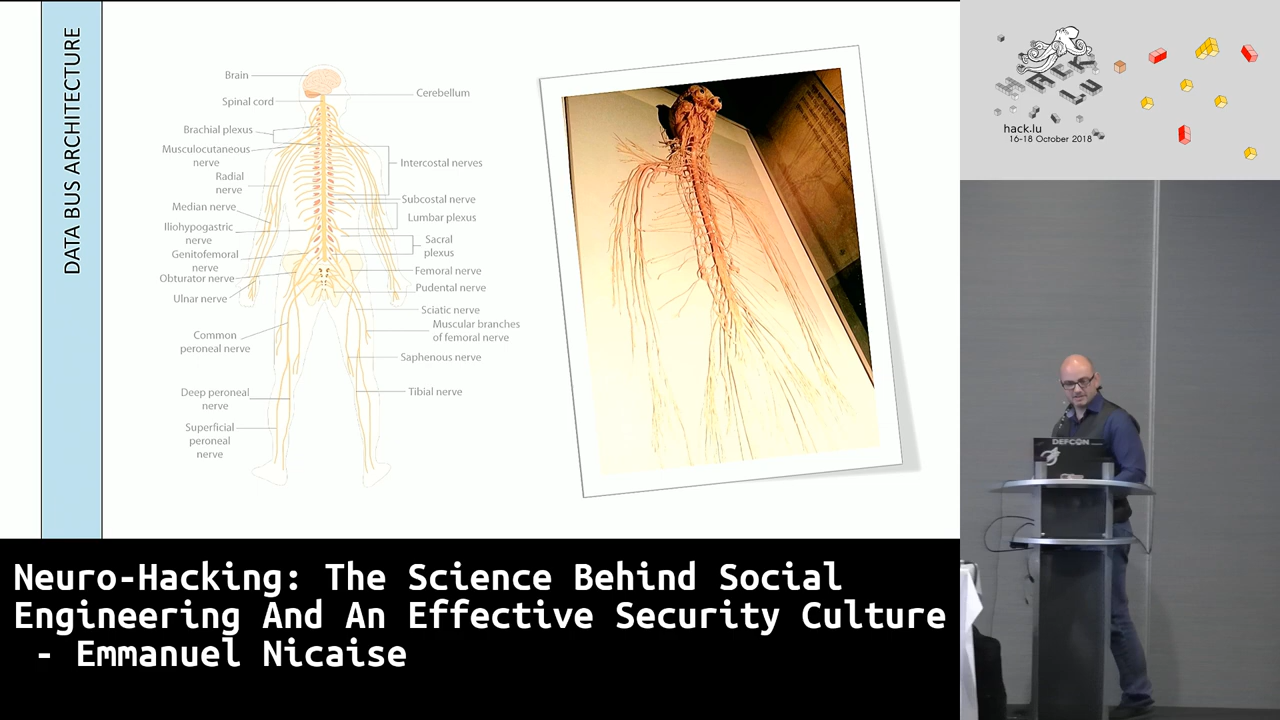 DATA BUS ARCHITECTURE
Brain
Cerebellum
Spinal cord
Brachial plexus
Musculocutaneous
nerve
Intercostal nerves
Radial
nerve
Subcostal nerve
Median nerve
Lumbar plexus
Iliohypogastric
nerve
Sacral
plexus
Genitofemoral
nerve
Femoral nerve
Obturator nerve
Pudental nerve
Ulnar nerve
Sciatic nerve
Muscular branches
of femoral nerve
Common
peroneal nerve
Saphenous nerve
Deep peroneal
nerve
Tibial nerve
Superficial
peroneal
nerve
HACK
LU
hack.lu
16-18 October 2018
DEFCON
Neuro-Hacking: The Science Behind Social
Engineering And An Effective Security Culture
- Emmanuel Nicaise